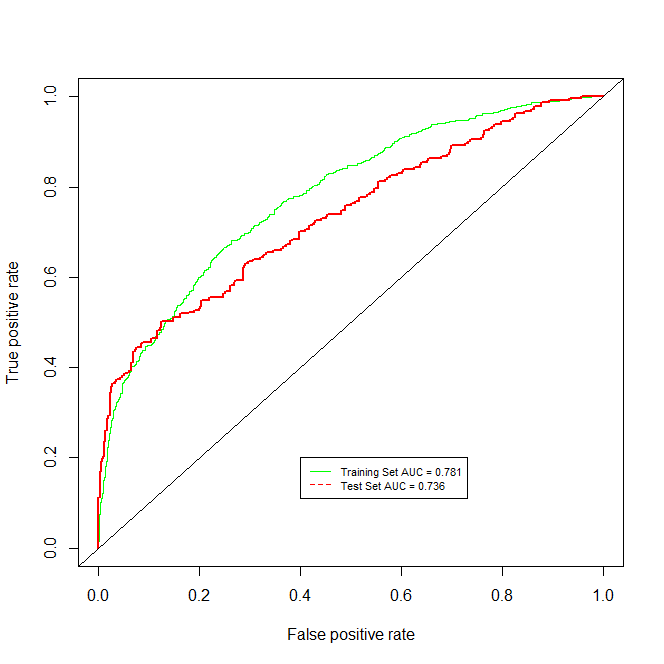 True positive rate
1.0
0.8
0.6
0.4
0.2
0.0
Training Set AUC = 0.781
Test Set AUC = 0.736
0.0 0.2 0.4 0.6 0.8 1.0
False positive rate